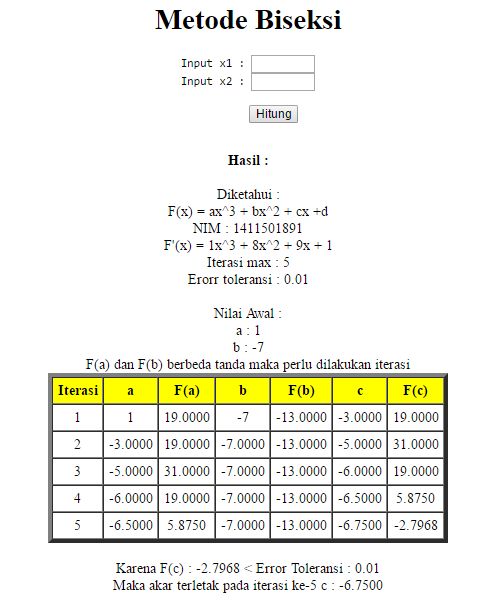 Metode Biseksi
Input x1 :
Input x2 :
Hitung
Hasil :
Diketahui :
F(x) = ax^3 + bx^2 + cx +d
NIM : 1411501891
F'(x) = 1x^3 + 8x^2 + 9x + 1
Iterasi max : 5
Erorr toleransi : 0.01
Nilai Awal :
a : 1
b : -7
F(a) dan F(b) berbeda tanda maka perlu dilakukan iterasi
Iterasi a F(a) b F(b) c F(c)
1 1 19.0000 -7 -13.0000 -3.0000 19.0000
2 -3.0000 19.0000 -7.0000 -13.0000 -5.0000 31.0000
3 -5.0000 31.0000 -7.0000 -13.0000 -6.0000 19.0000
4 -6.0000 19.0000 -7.0000 -13.0000 -6.5000 5.8750
5 -6.5000 5.8750 -7.0000 -13.0000 -6.7500 -2.7968
Karena F(c) : -2.7968 < Error Toleransi : 0.01
Maka akar terletak pada iterasi ke-5 c : -6.7500